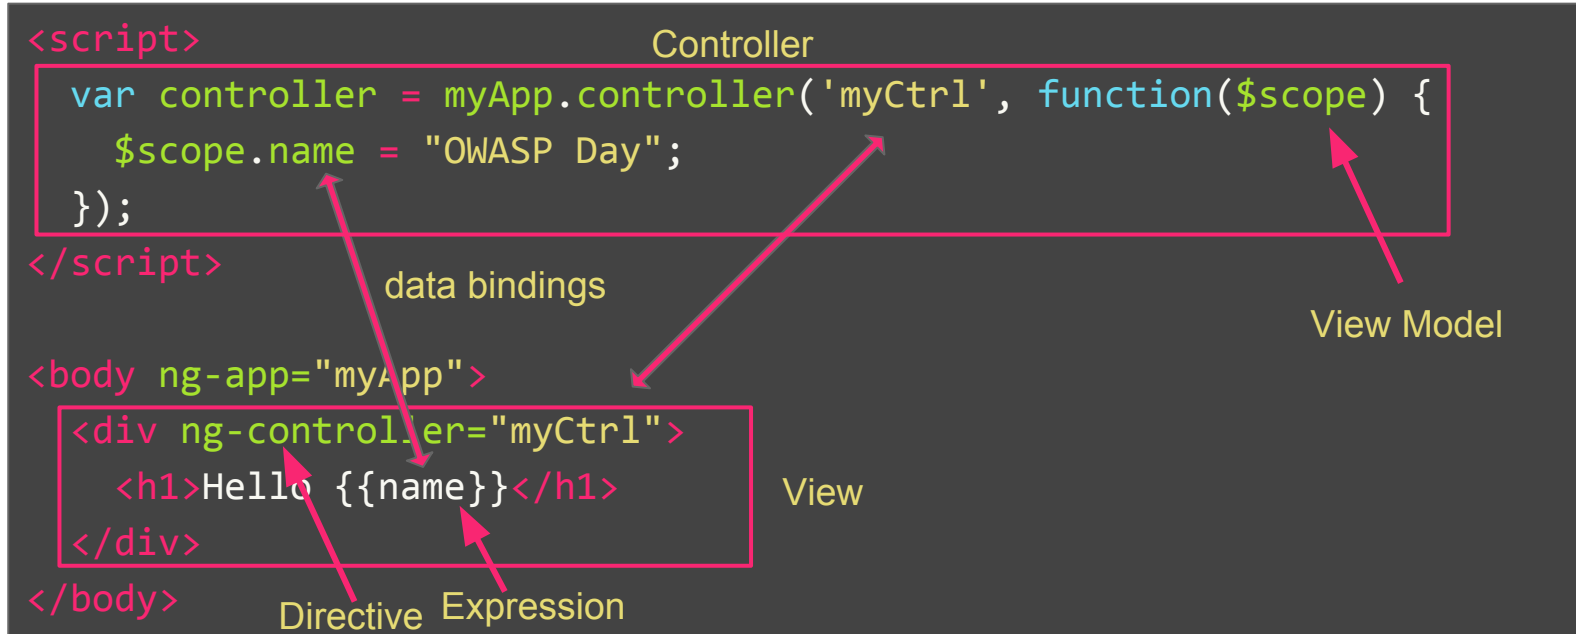 <script>
Controller
var controller = myApp.controller('myCtrl', function($scope) {
$scope.name = "OWASP Day";
});
</script>
data bindings
View Model
<body ng-app="myApp">
<div ng-controller="myCtrl">
<h1>Hello {{name}}</h1>
View
</div>
</body>
Directive
Expression